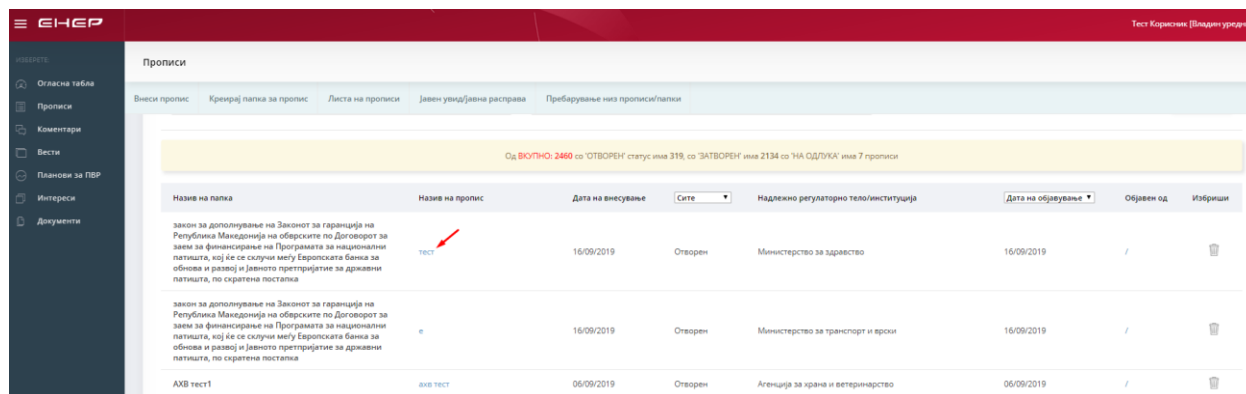 ЕНЕР
Тест Корисник [Владин уредн
ИЗБЕРЕТЕ
Прописи
Огласна табла
Прописи
Коментари
Вести
Планови за ПВР
Интереси
Документи
Внеси пропис Креирај папка за пропис Листа на прописи Јавен увид/јавна расправа Пребарување низ прописи/папки
Од ВКУПНО: 2460 со 'ОТВОРЕН' статус има 319, со 'ЗАТВОРЕН' има 2134 со 'НА ОДЛУКА' има 7 прописи
Назив на папка Назив на пропис Дата на внесување Сите Надлежно регулаторно тело/институција Дата на објавување Објавен од Избриши
закон за дополнување на Законот за гаранција на
Република Македонија на обврските по Договорот за
заем за финансирање на Програмата за национални
патишта, кој ќе се склучи меѓу Европската банка за
обнова и развој и Јавното претпријатие за државни
патишта, по скратена постапка
тест 16/09/2019 Отворен Министерство за здравство 16/09/2019 /
закон за дополнување на Законот за гаранција на
Република Македонија на обврските по Договорот за
заем за финансирање на Програмата за национални
патишта, кој ќе се склучи меѓу Европската банка за
обнова и развој и Јавното претпријатие за државни
патишта, по скратена постапка
е 16/09/2019 Отворен Министерство за транспорт и врски 16/09/2019 /
АХВ тест1 ахв тест 06/09/2019 Отворен Агенција за храна и ветеринарство 06/09/2019 /